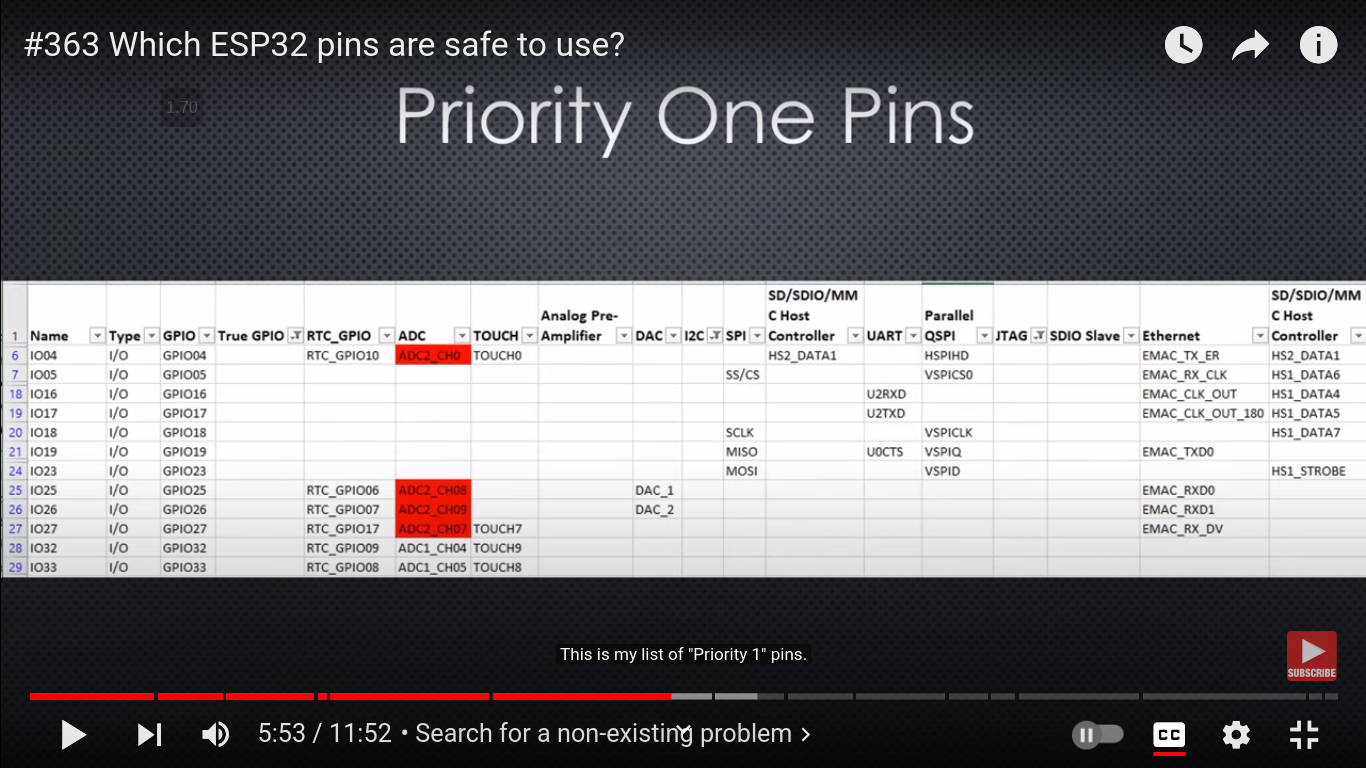 #363 Which ESP32 pins are safe to use?
1.70
Priority One Pins
SD/SDIO/MM SD/SDIO/MM
Analog Pre- C Host Parallel C Host
1 Name Type GPIO True GPIO RTC_GPIO ADC TOUCH Amplifier DAC I2C SPI Controller UART QSPI JTAG SDIO Slave Ethernet Controller
6 IO04 I/O GPIO04 RTC_GPIO10 ADC2_CH0 TOUCH0 HS2_DATA1 HSPIHD EMAC_TX_ER HS2_DATA1
7 IO05 I/O GPIO05 SS/CS VSPICS0 EMAC_RX_CLK HS1_DATA6
18 IO16 I/O GPIO16 U2RXD EMAC_CLK_OUT HS1_DATA4
19 IO17 I/O GPIO17 U2TXD EMAC_CLK_OUT_180 HS1_DATA5
20 IO18 I/O GPIO18 SCLK VSPICLK HS1_DATA7
21 IO19 I/O GPIO19 MISO U0CTS VSPIQ EMAC_TXD0
24 IO23 I/O GPIO23 MOSI VSPID HS1_STROBE
25 IO25 I/O GPIO25 RTC_GPIO06 ADC2_CH08 DAC_1 EMAC_RXD0
26 IO26 I/O GPIO26 RTC_GPIO07 ADC2_CH09 DAC_2 EMAC_RXD1
27 IO27 I/O GPIO27 RTC_GPIO17 ADC2_CH07 TOUCH7 EMAC_RX_DV
28 IO32 I/O GPIO32 RTC_GPIO09 ADC1_CH04 TOUCH9
29 IO33 I/O GPIO33 RTC_GPIO08 ADC1_CH05 TOUCH8
This is my list of "Priority 1" pins.
SUBSCRIBE
5:53 / 11:52 • Search for a non-existing problem
CC